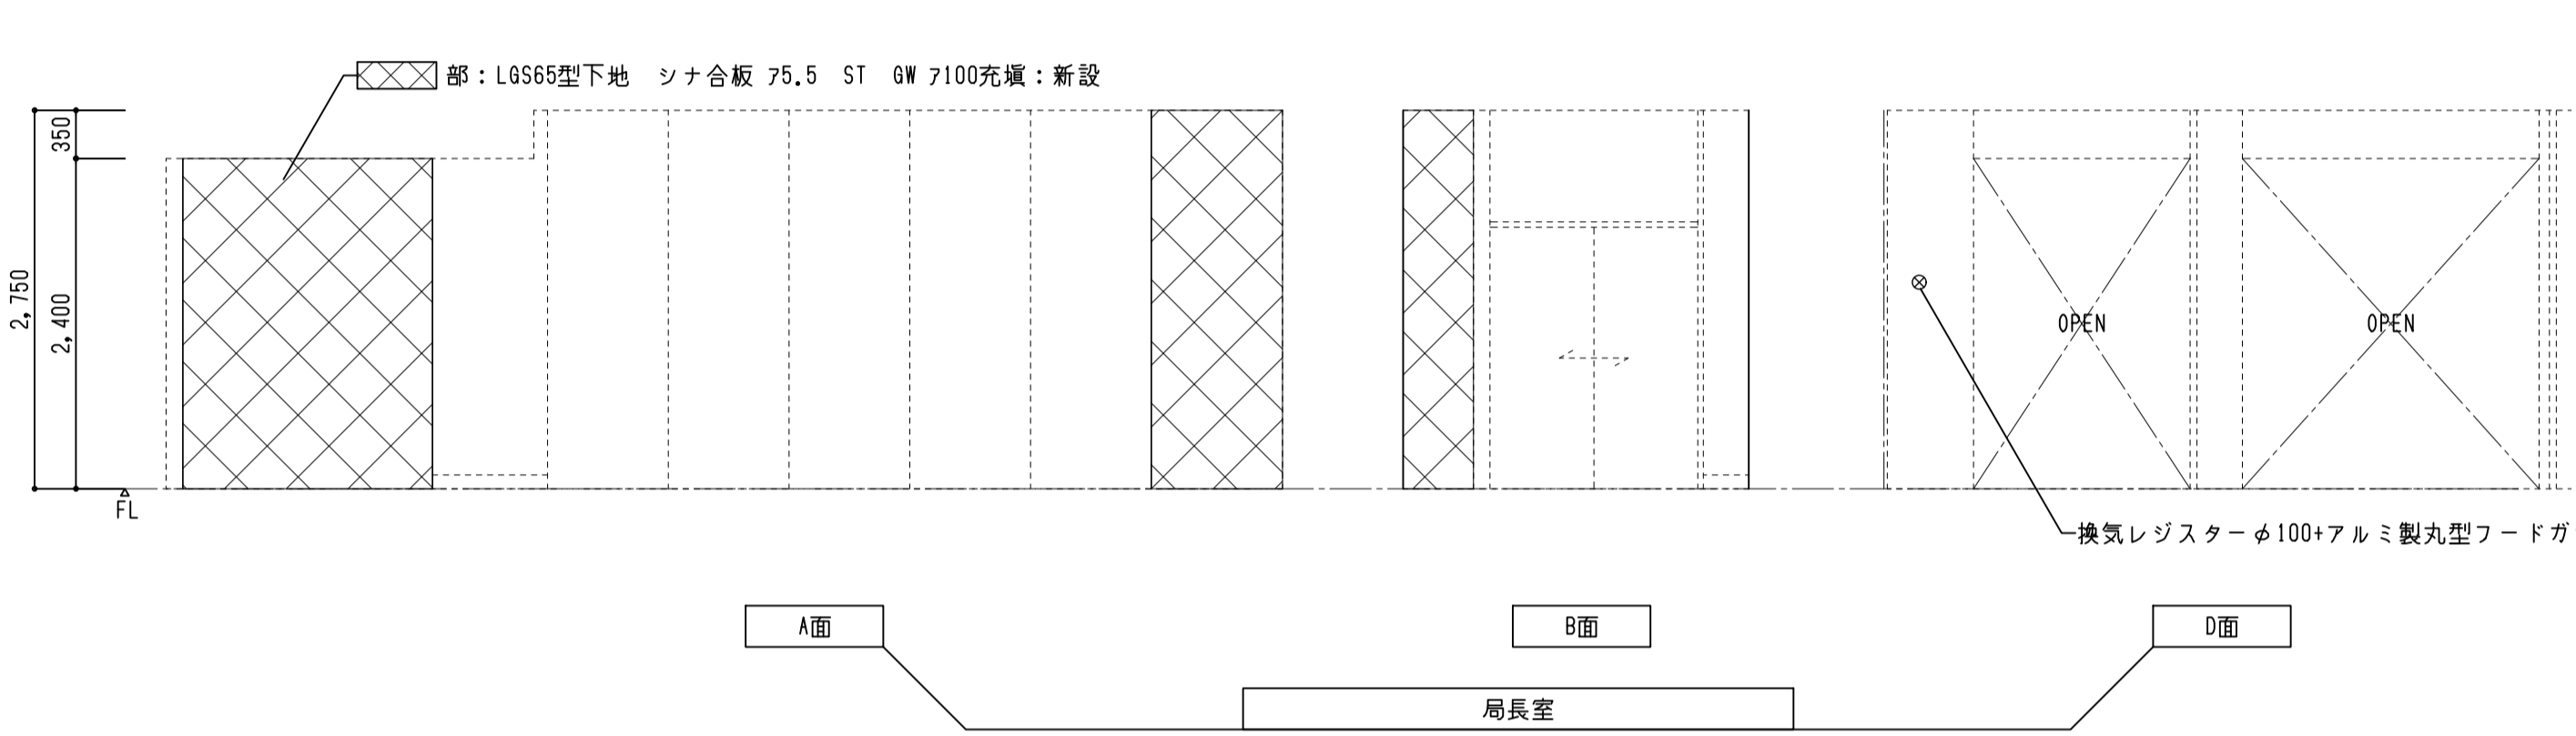 部：LGS65型下地　シナ合板 ｱ5.5　ST　GW ｱ100充塡：新設
350
2,750
2,400
OPEN
OPEN
FL
換気レジスターφ100+アルミ製丸型フードガ
A面
B面
D面
局長室